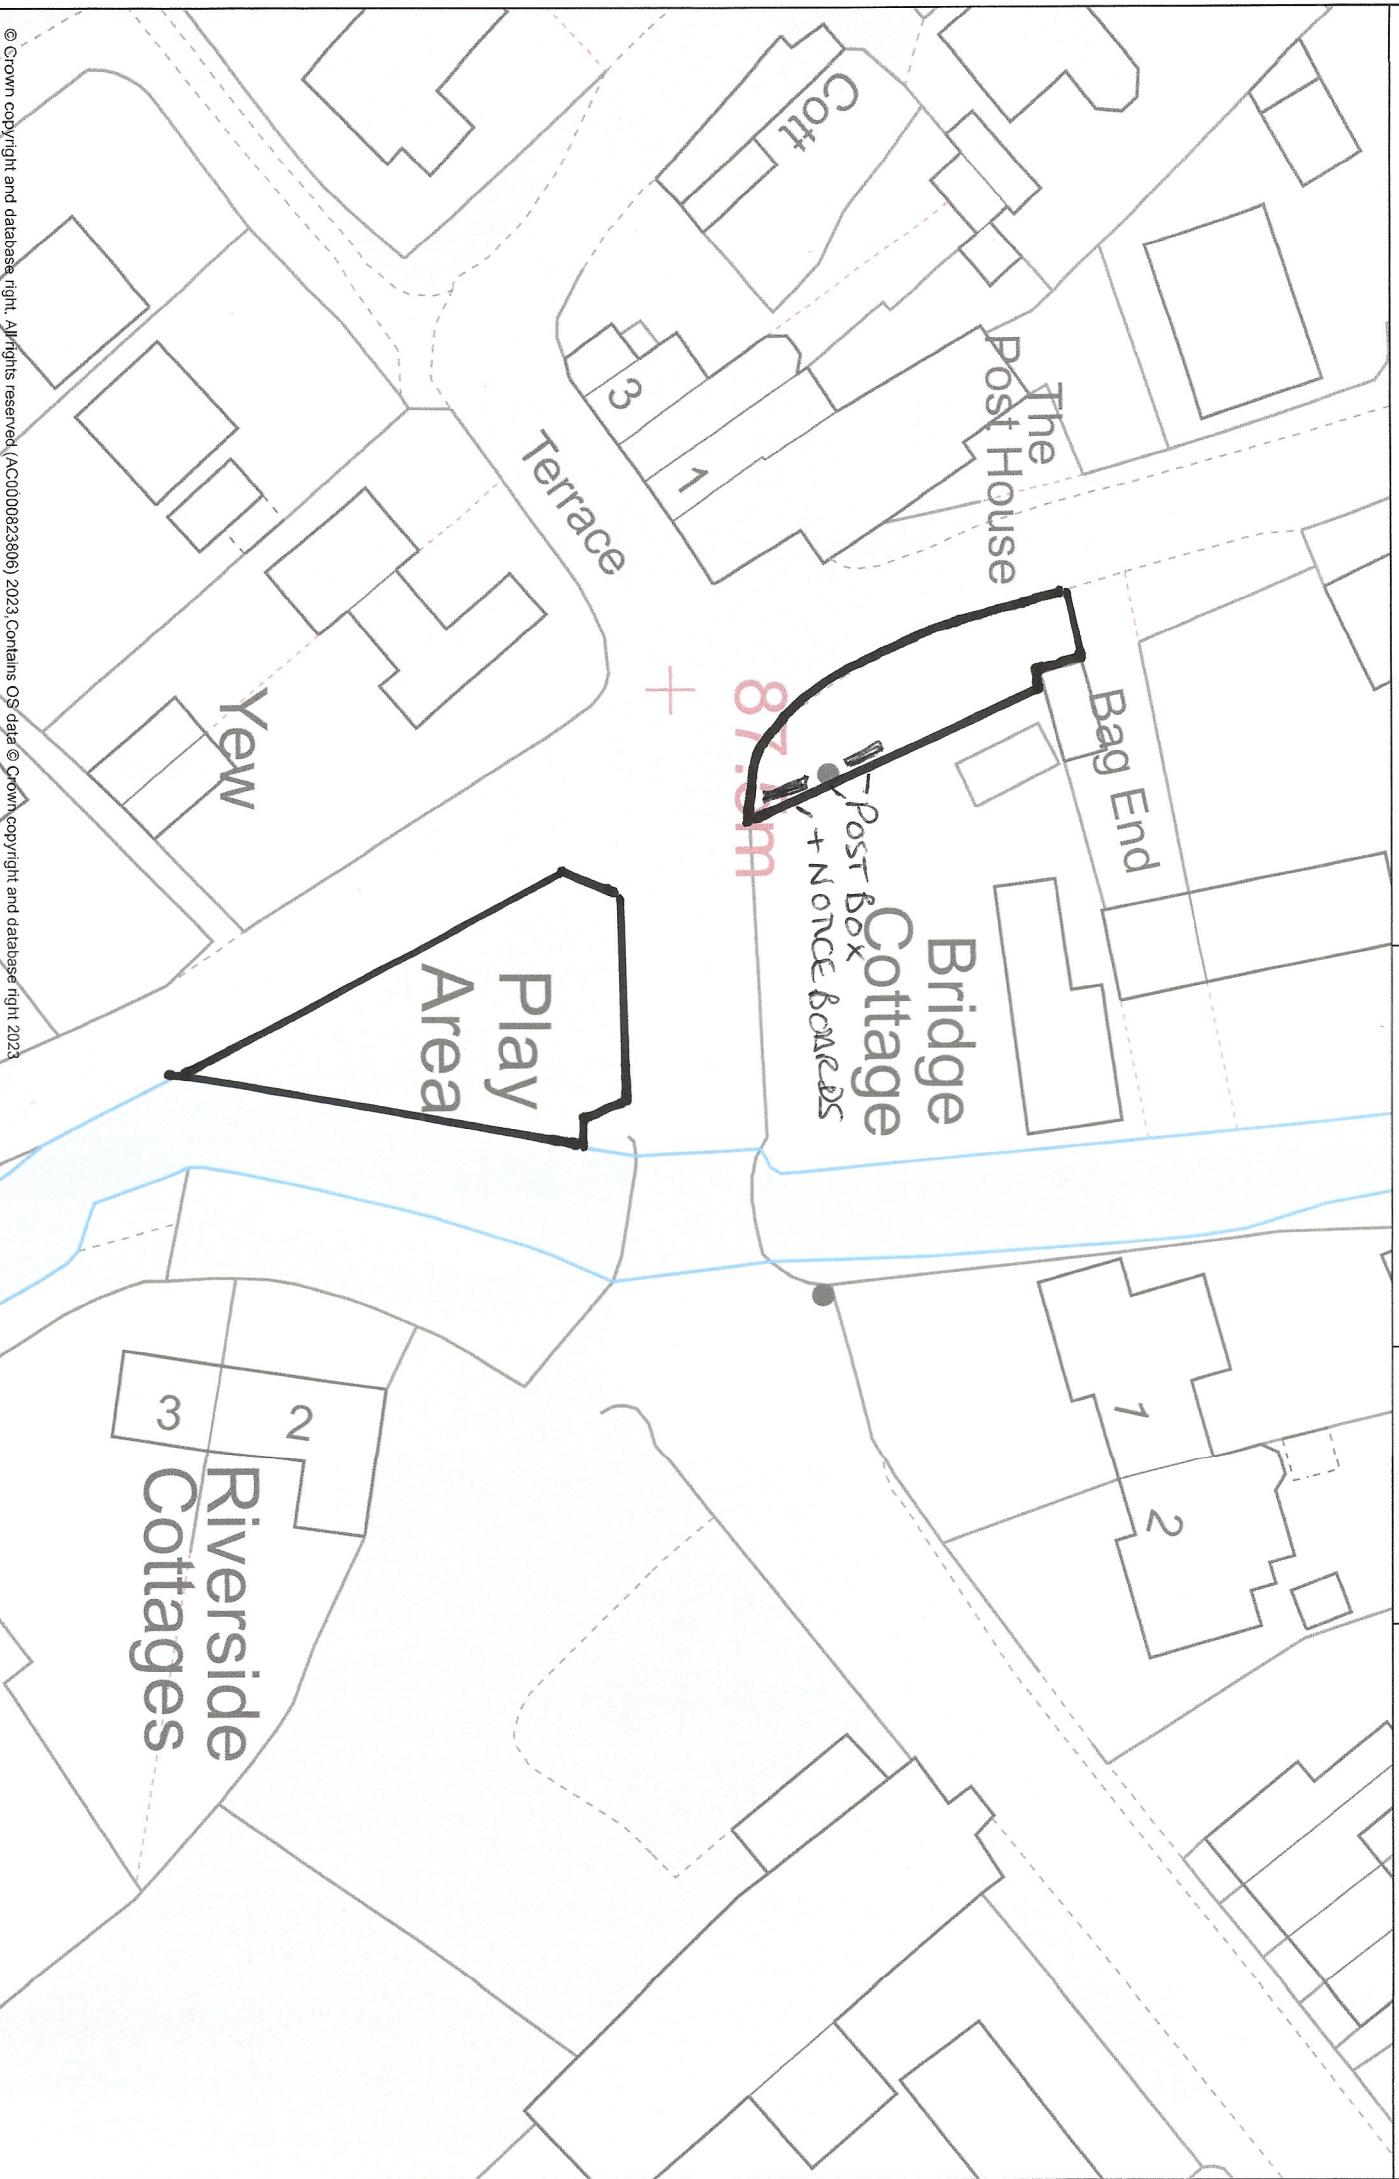 Cott
The
Post House
3
1
Terrace
87.5m
Bag End
- POST BOX
+ NOTICE BOARDS
Bridge
Cottage
Yew
Play
Area
1
2
2
3
Riverside
Cottages
© Crown copyright and database right. All rights reserved (AC0000823806) 2023,Contains OS data © Crown copyright and database right 2023